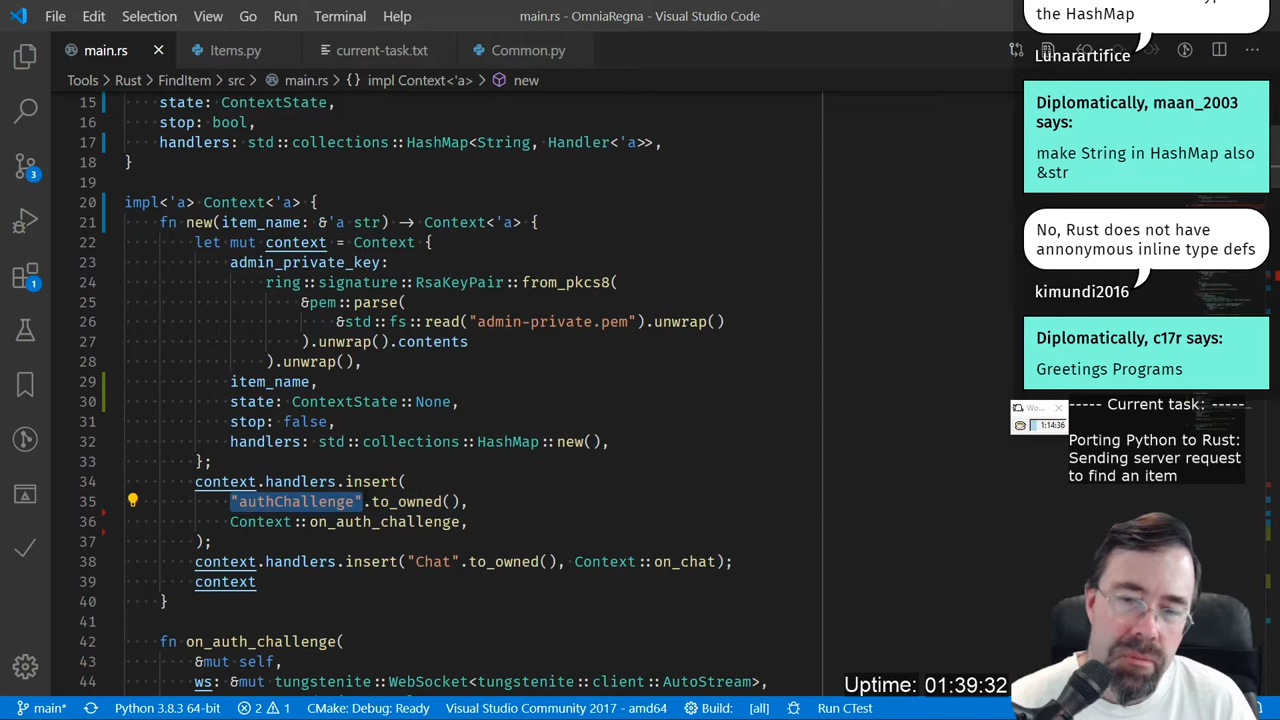 File Edit Selection View Go Run Terminal Help
main.rs - OmniaRegna - Visual Studio Code
main.rs
Items.py
current-task.txt
Common.py
Tools > Rust > FindItem > src > main.rs > {} impl Context<'a> > new
15 state: ContextState,
16 stop: bool,
17 handlers: std::collections::HashMap<String, Handler<'a>>,
18 }
19
20 impl<'a> Context<'a> {
21 fn new(item_name: &'a str) → Context<'a> {
22 let mut context = Context {
23 admin_private_key:
24 ring::signature::RsaKeyPair::from_pkcs8(
25 &pem::parse(
26 &std::fs::read("admin-private.pem").unwrap()
27 ).unwrap().contents
28 ).unwrap(),
29 item_name,
30 state: ContextState::None,
31 stop: false,
32 handlers: std::collections::HashMap::new(),
33 };
34 context.handlers.insert(
35 "authChallenge".to_owned(),
36 Context::on_auth_challenge,
37 );
38 context.handlers.insert("Chat".to_owned(), Context::on_chat);
39 context
40 }
41
42 fn on_auth_challenge(
43 &mut self,
44 ws: &mut tungstenite::WebSocket<tungstenite::client::AutoStream>,
the HashMap
Lunarartifice
Diplomatically, maan_2003
says:
make String in HashMap also
&str
No, Rust does not have
annonymous inline type defs
kimundi2016
Diplomatically, c17r says:
Greetings Programs
Wo...
1:14:36
----- Current task: -----
Porting Python to Rust:
Sending server request
to find an item
Uptime: 01:39:32
3
1
main* Python 3.8.3 64-bit 2 1 CMake: Debug: Ready Visual Studio Community 2017 - amd64 Build: [all] Run CTest